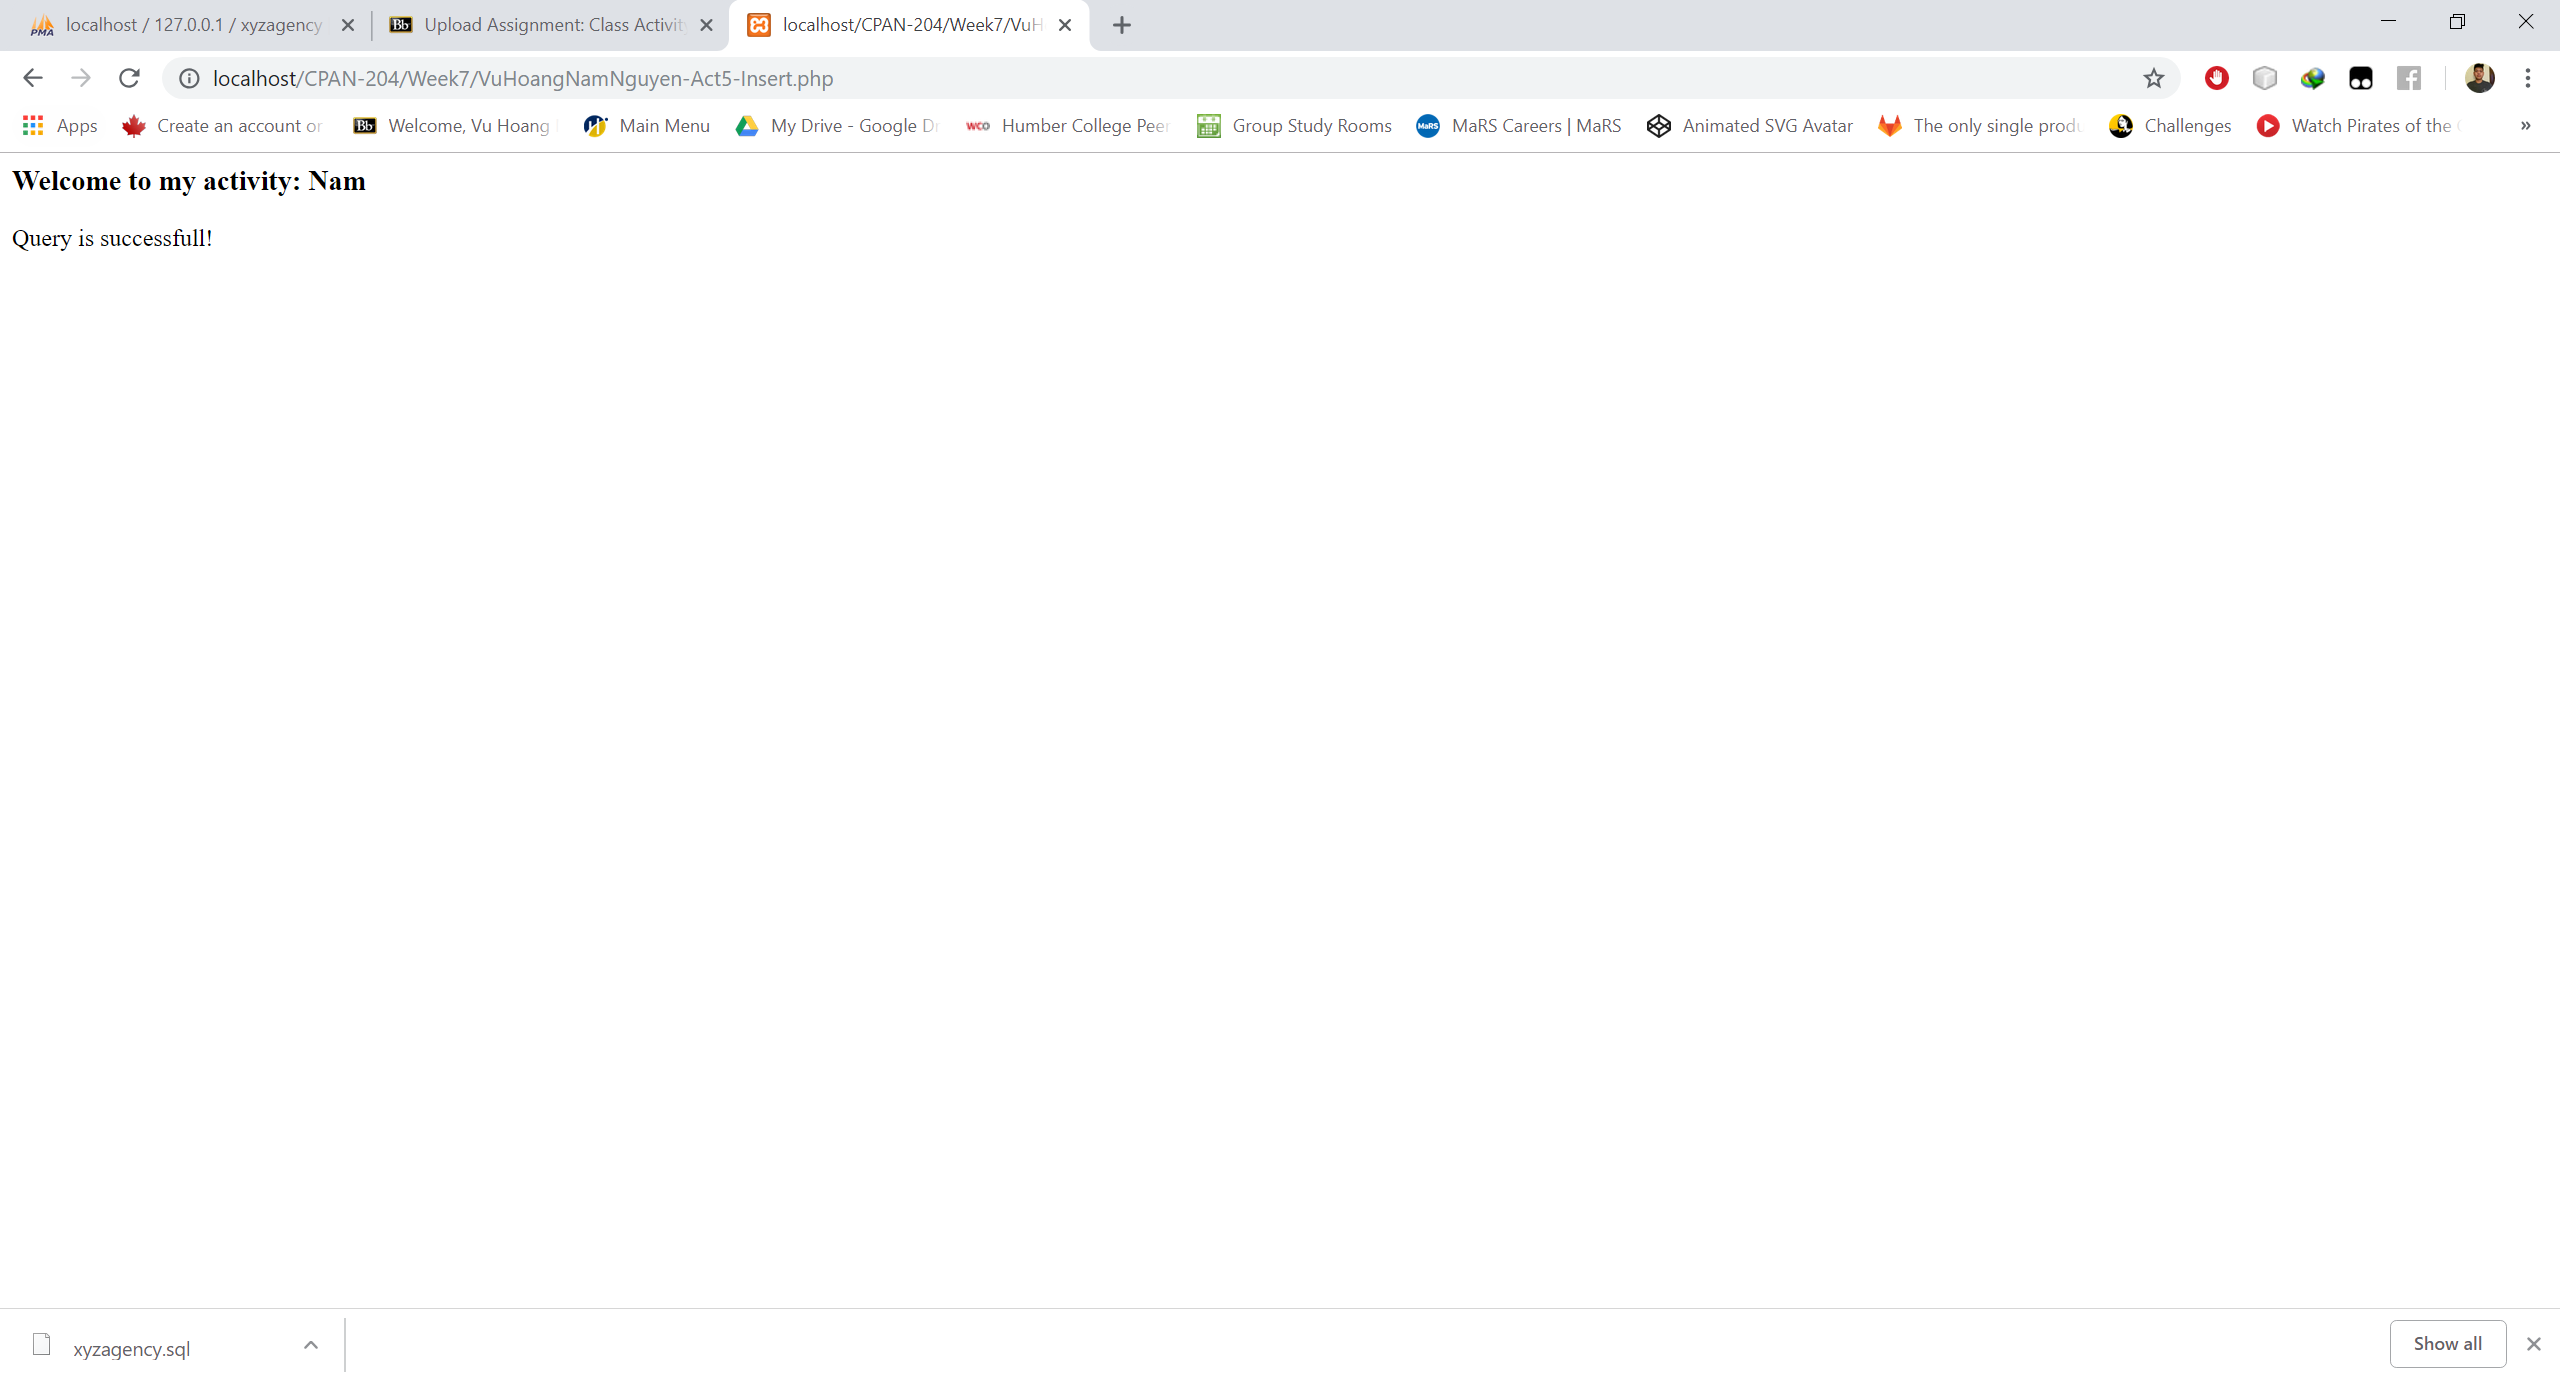 localhost / 127.0.0.1 / xyzagency
Upload Assignment: Class Activit
localhost/CPAN-204/Week7/VuH
localhost/CPAN-204/Week7/VuHoangNamNguyen-Act5-Insert.php
Apps
Create an account or
Welcome, Vu Hoang
Main Menu
My Drive - Google Dr
Humber College Peer
Group Study Rooms
MaRS Careers | MaRS
Animated SVG Avatar
The only single produ
Challenges
Watch Pirates of the
Welcome to my activity: Nam
Query is successfull!
xyzagency.sql
Show all